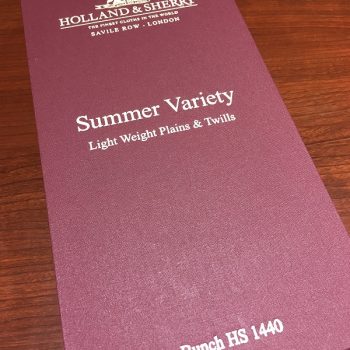 HOLLAND & SHERRY
THE FINEST CLOTHS IN THE WORLD
SAVILE ROW · LONDON
Summer Variety
Light Weight Plains & Twills
Bunch HS 1440